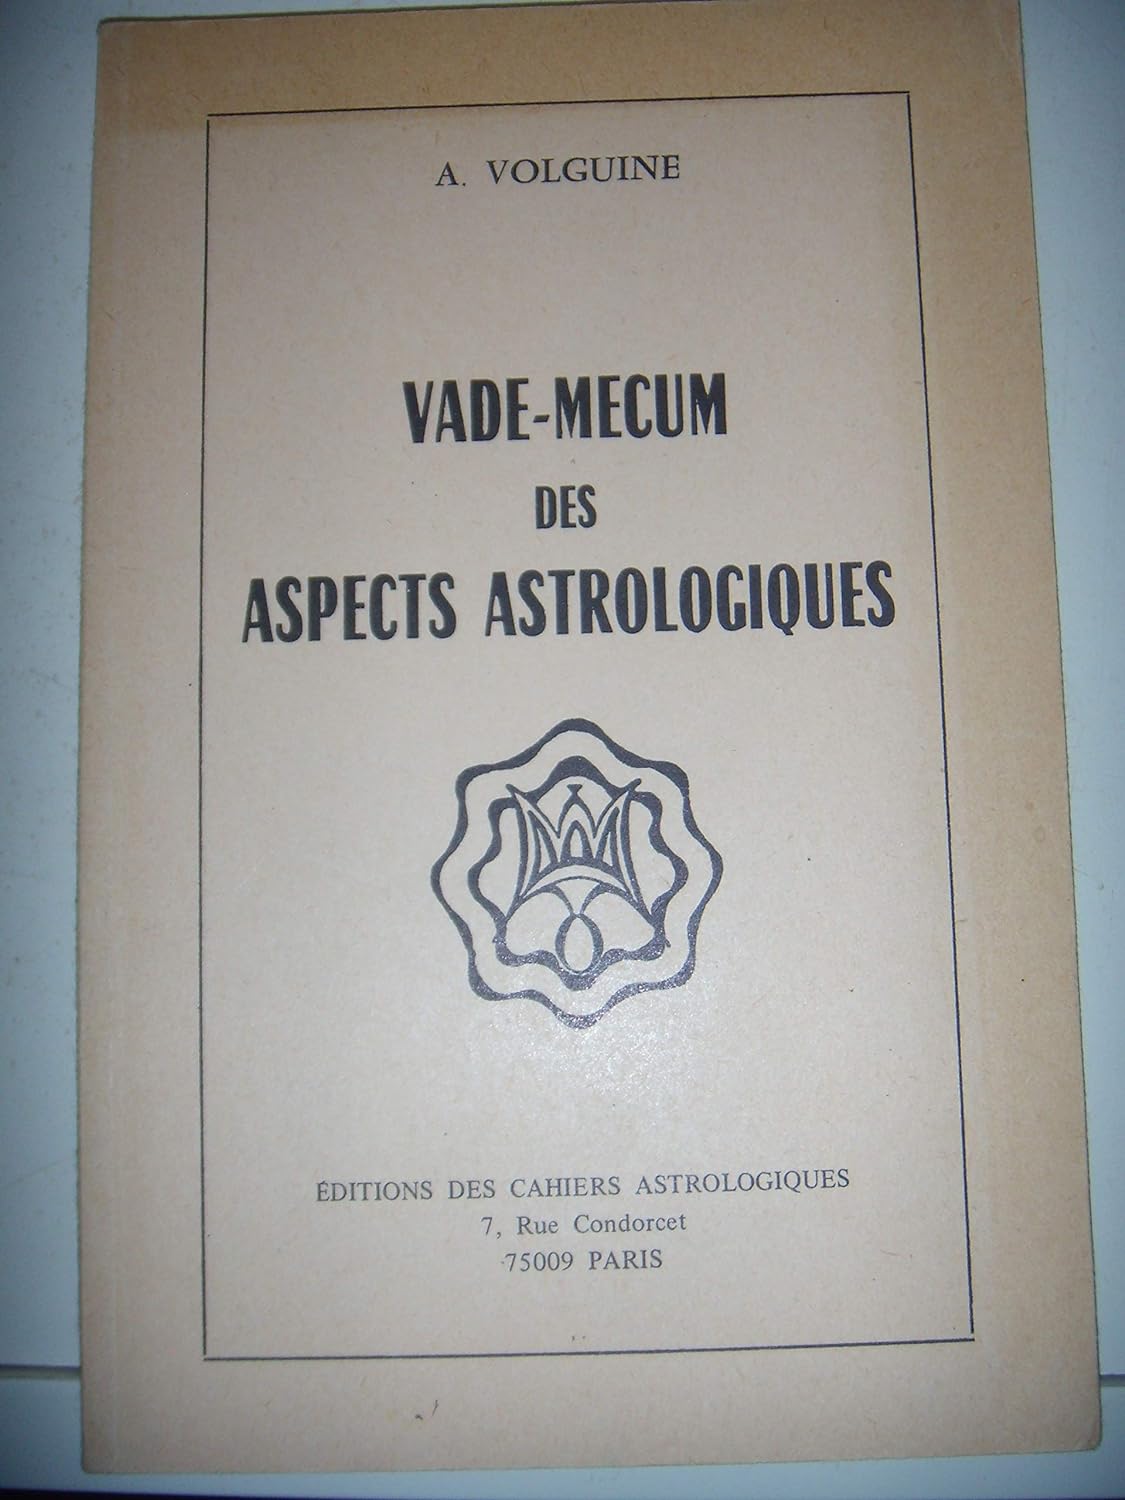 A. VOLGUINE
VADE-MECUM
DES
ASPECTS ASTROLOGIQUES
ÉDITIONS DES CAHIERS ASTROLOGIQUES
7, Rue Condorcet
75009 PARIS